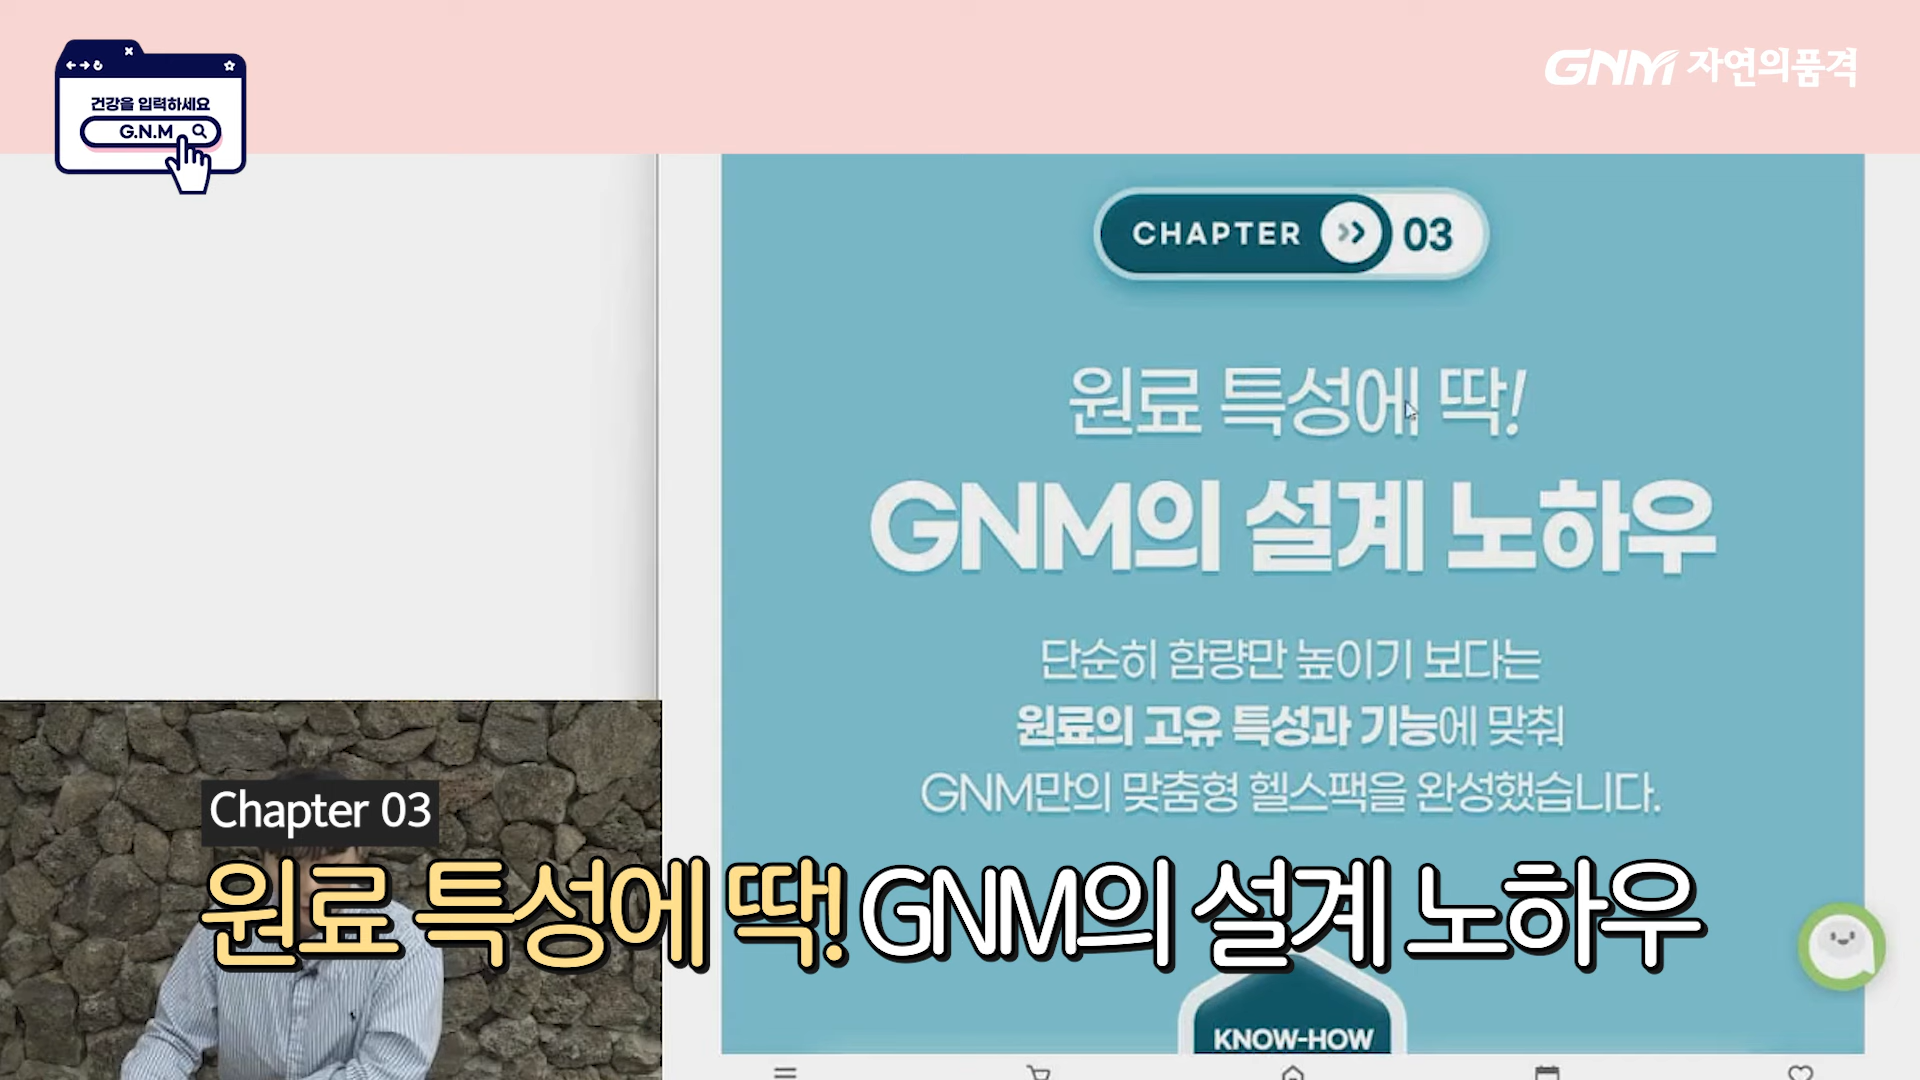 건강을 입력하세요
G.N.M
GNM 자연의품격
CHAPTER 03
원료 특성에 딱!
GNM의 설계 노하우
단순히 함량만 높이기 보다는
원료의 고유 특성과 기능에 맞춰
GNM만의 맞춤형 헬스팩을 완성했습니다.
Chapter 03
원료 특성에 딱! GNM의 설계 노하우
KNOW-HOW